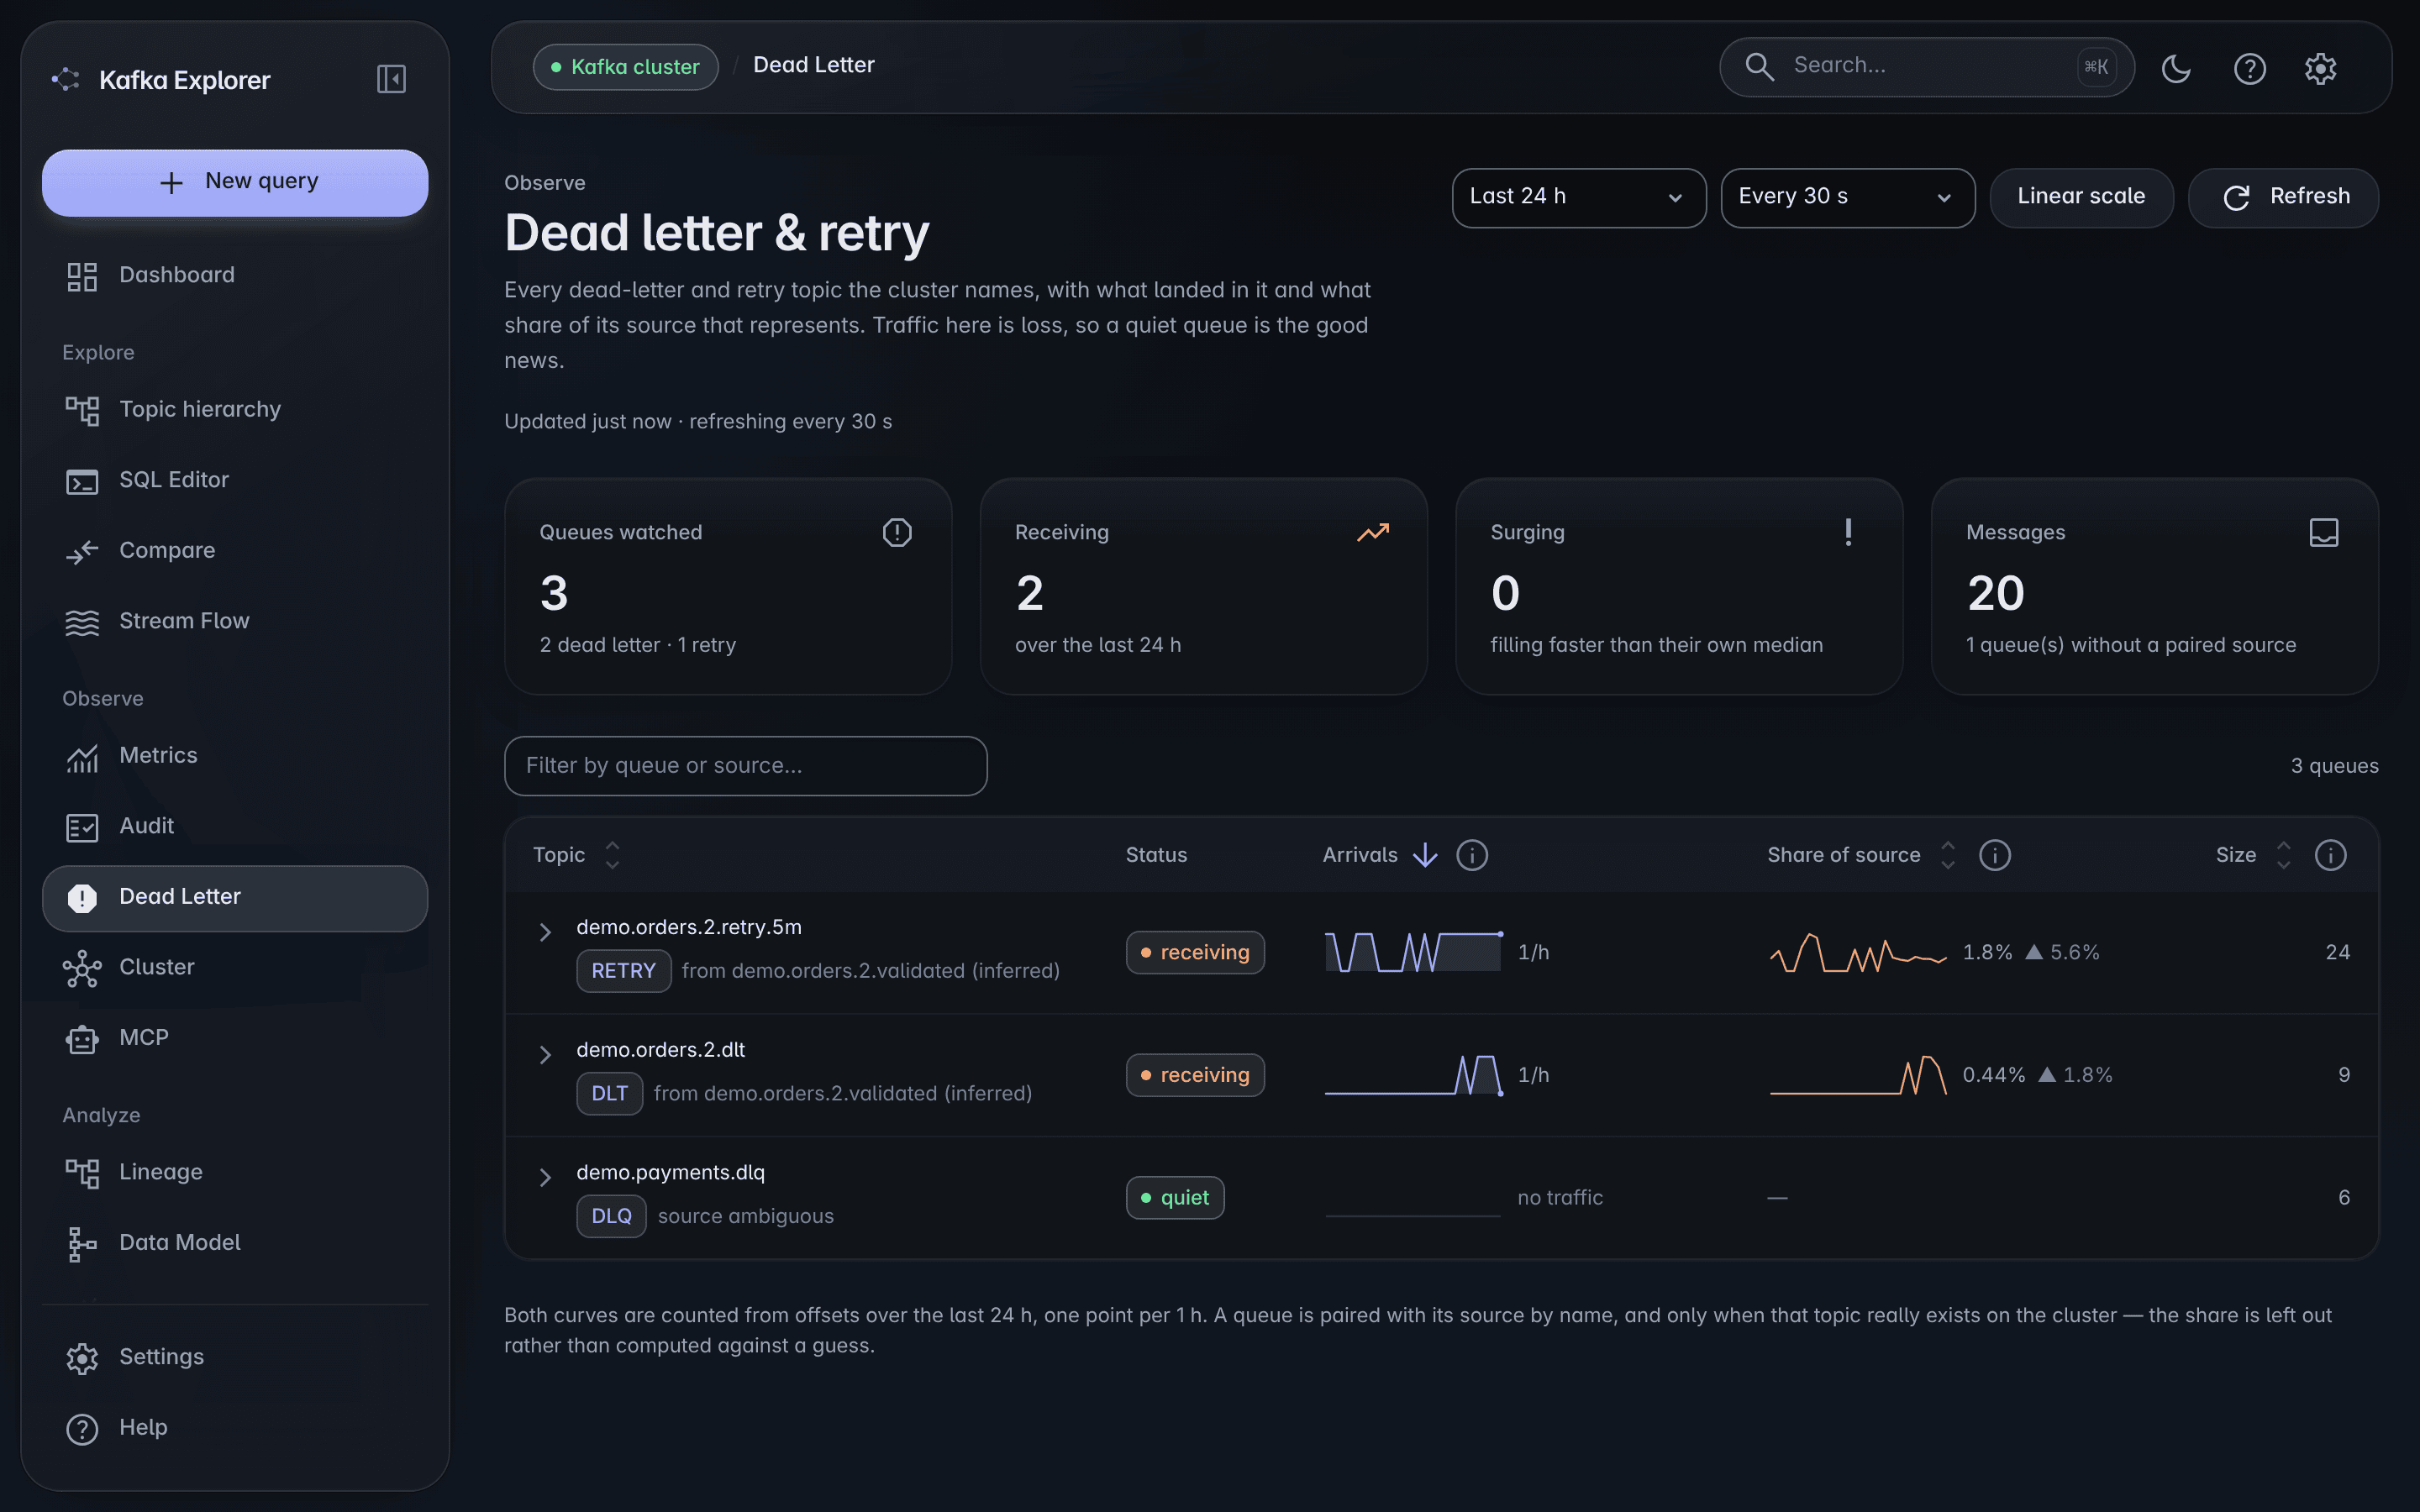 Kafka Explorer
New query
Dashboard
Explore
Topic hierarchy
SQL Editor
Compare
Stream Flow
Observe
Metrics
Audit
Dead Letter
Cluster
MCP
Analyze
Lineage
Data Model
Settings
Help
Kafka cluster / Dead Letter
Search... ⌘K
Observe
Dead letter & retry
Every dead-letter and retry topic the cluster names, with what landed in it and what
share of its source that represents. Traffic here is loss, so a quiet queue is the good
news.
Updated just now · refreshing every 30 s
Last 24 h
Every 30 s
Linear scale
Refresh
Queues watched
3
2 dead letter · 1 retry
Receiving
2
over the last 24 h
Surging
0
filling faster than their own median
Messages
20
1 queue(s) without a paired source
Filter by queue or source...
3 queues
Topic Status Arrivals Share of source Size
demo.orders.2.retry.5m
RETRY from demo.orders.2.validated (inferred)
receiving
1/h
1.8% ▲ 5.6%
24
demo.orders.2.dlt
DLT from demo.orders.2.validated (inferred)
receiving
1/h
0.44% ▲ 1.8%
9
demo.payments.dlq
DLQ source ambiguous
quiet
no traffic
—
6
Both curves are counted from offsets over the last 24 h, one point per 1 h. A queue is paired with its source by name, and only when that topic really exists on the cluster — the share is left out
rather than computed against a guess.